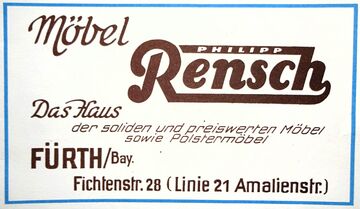 Möbel
PHILIPP
Rensch
Das Haus
der soliden und preiswerten Möbel
sowie Polstermöbel
FÜRTH/Bay.
Fichtenstr. 28 (Linie 21 Amalienstr.)